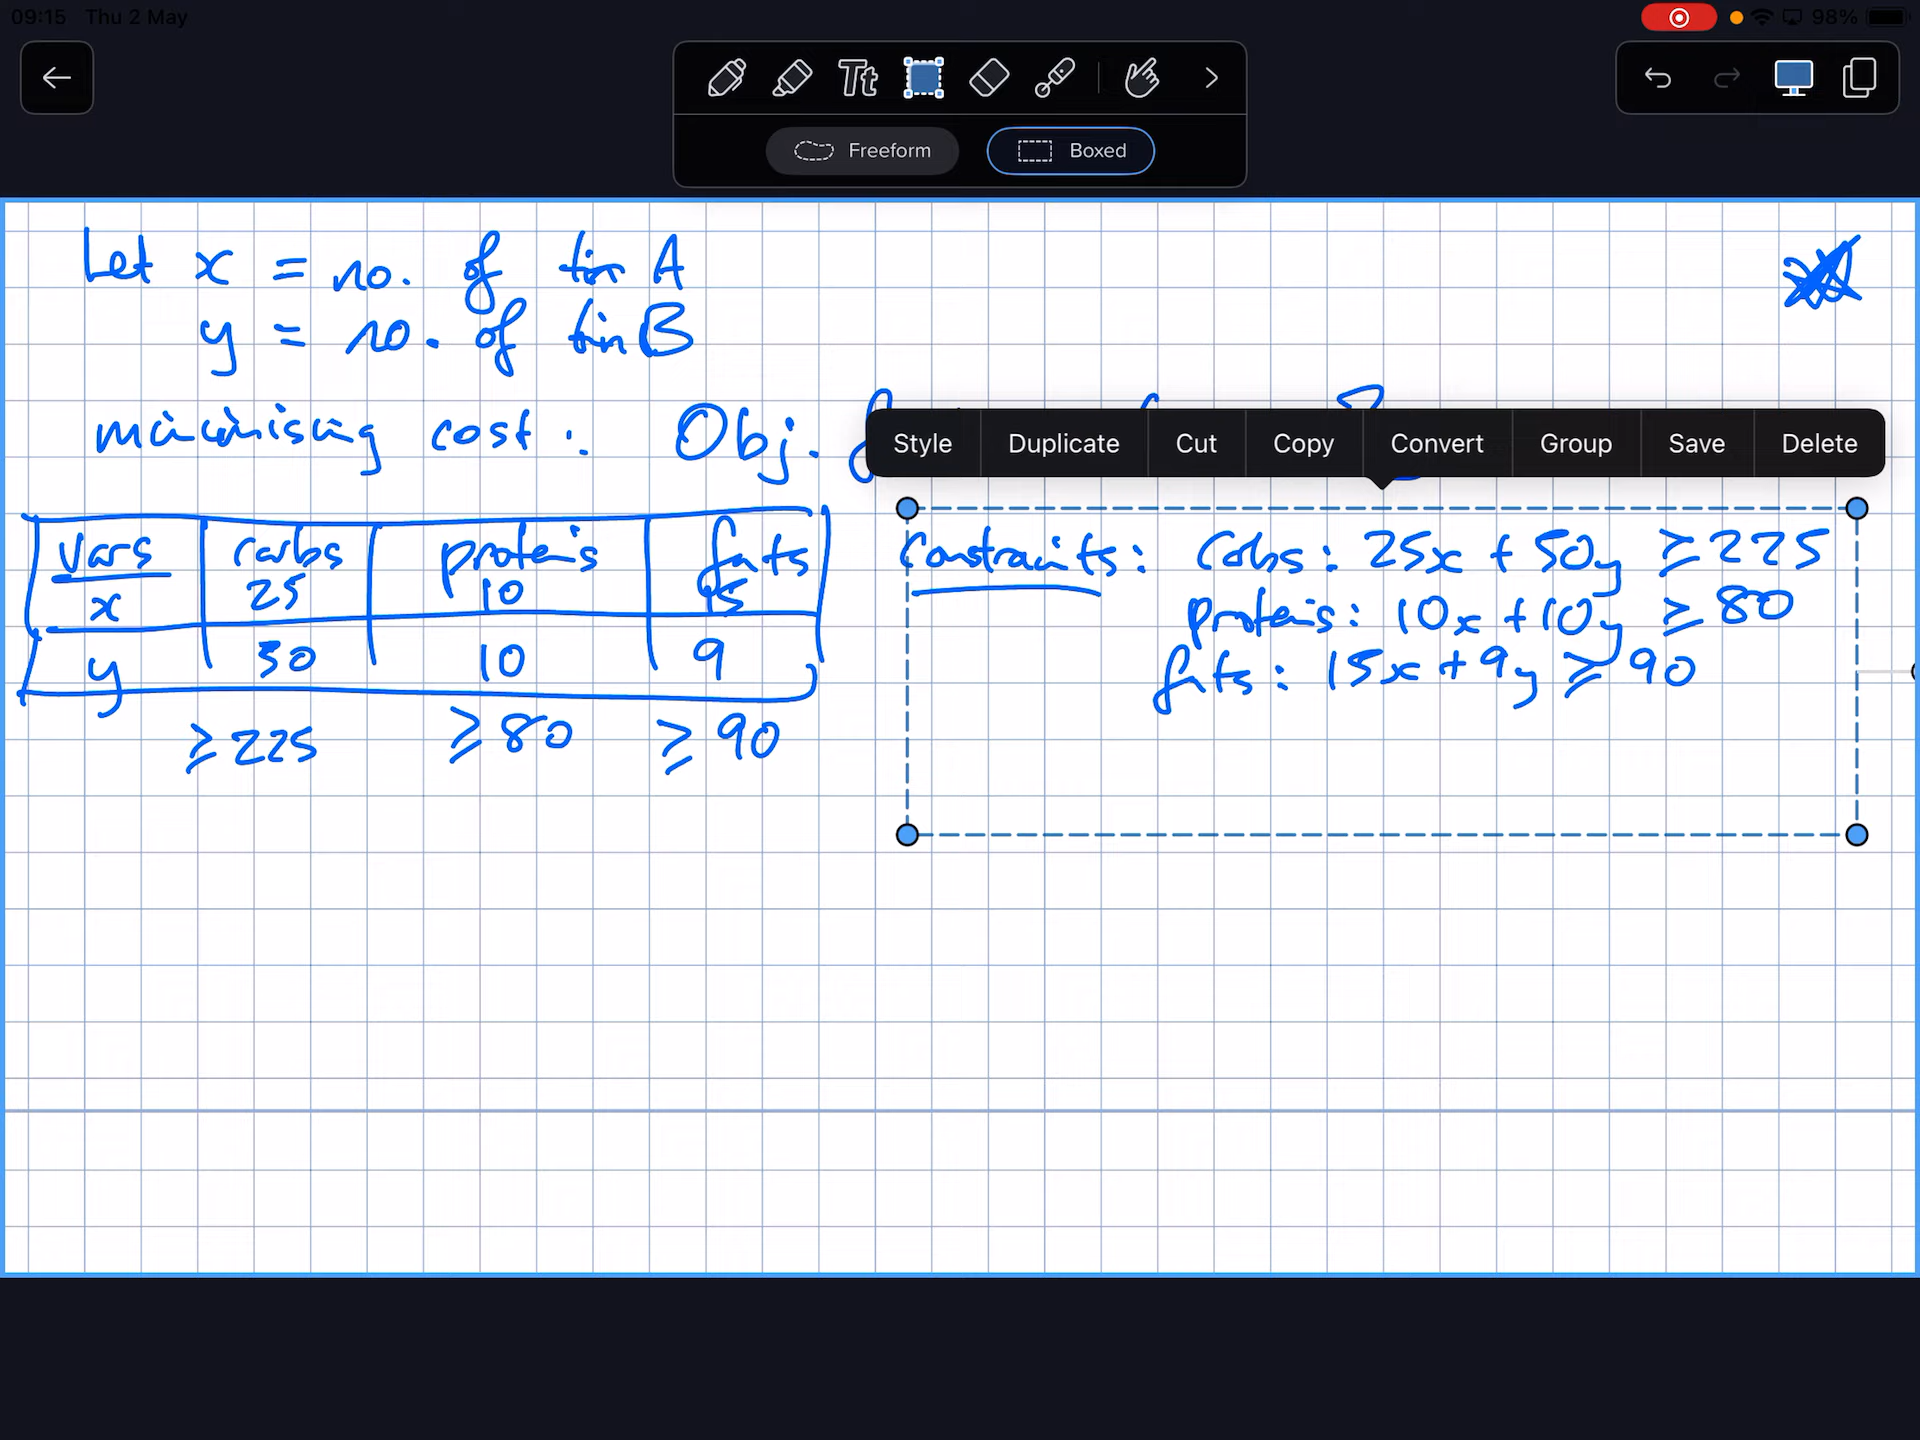 09:15 Thu 2 May
98%
Tt
Freeform
Boxed
Let x = no. of tin A
y = no. of tin B
minimising cost: Obj.
Style Duplicate Cut Copy Convert Group Save Delete
Vars carbs proteins fats
x 25 10 15
y 50 10 9
≥ 225 ≥ 80 ≥ 90
Constraints: Cobs: 25x + 50y ≥ 225
proteins: 10x + 10y ≥ 80
fats: 15x + 9y ≥ 90